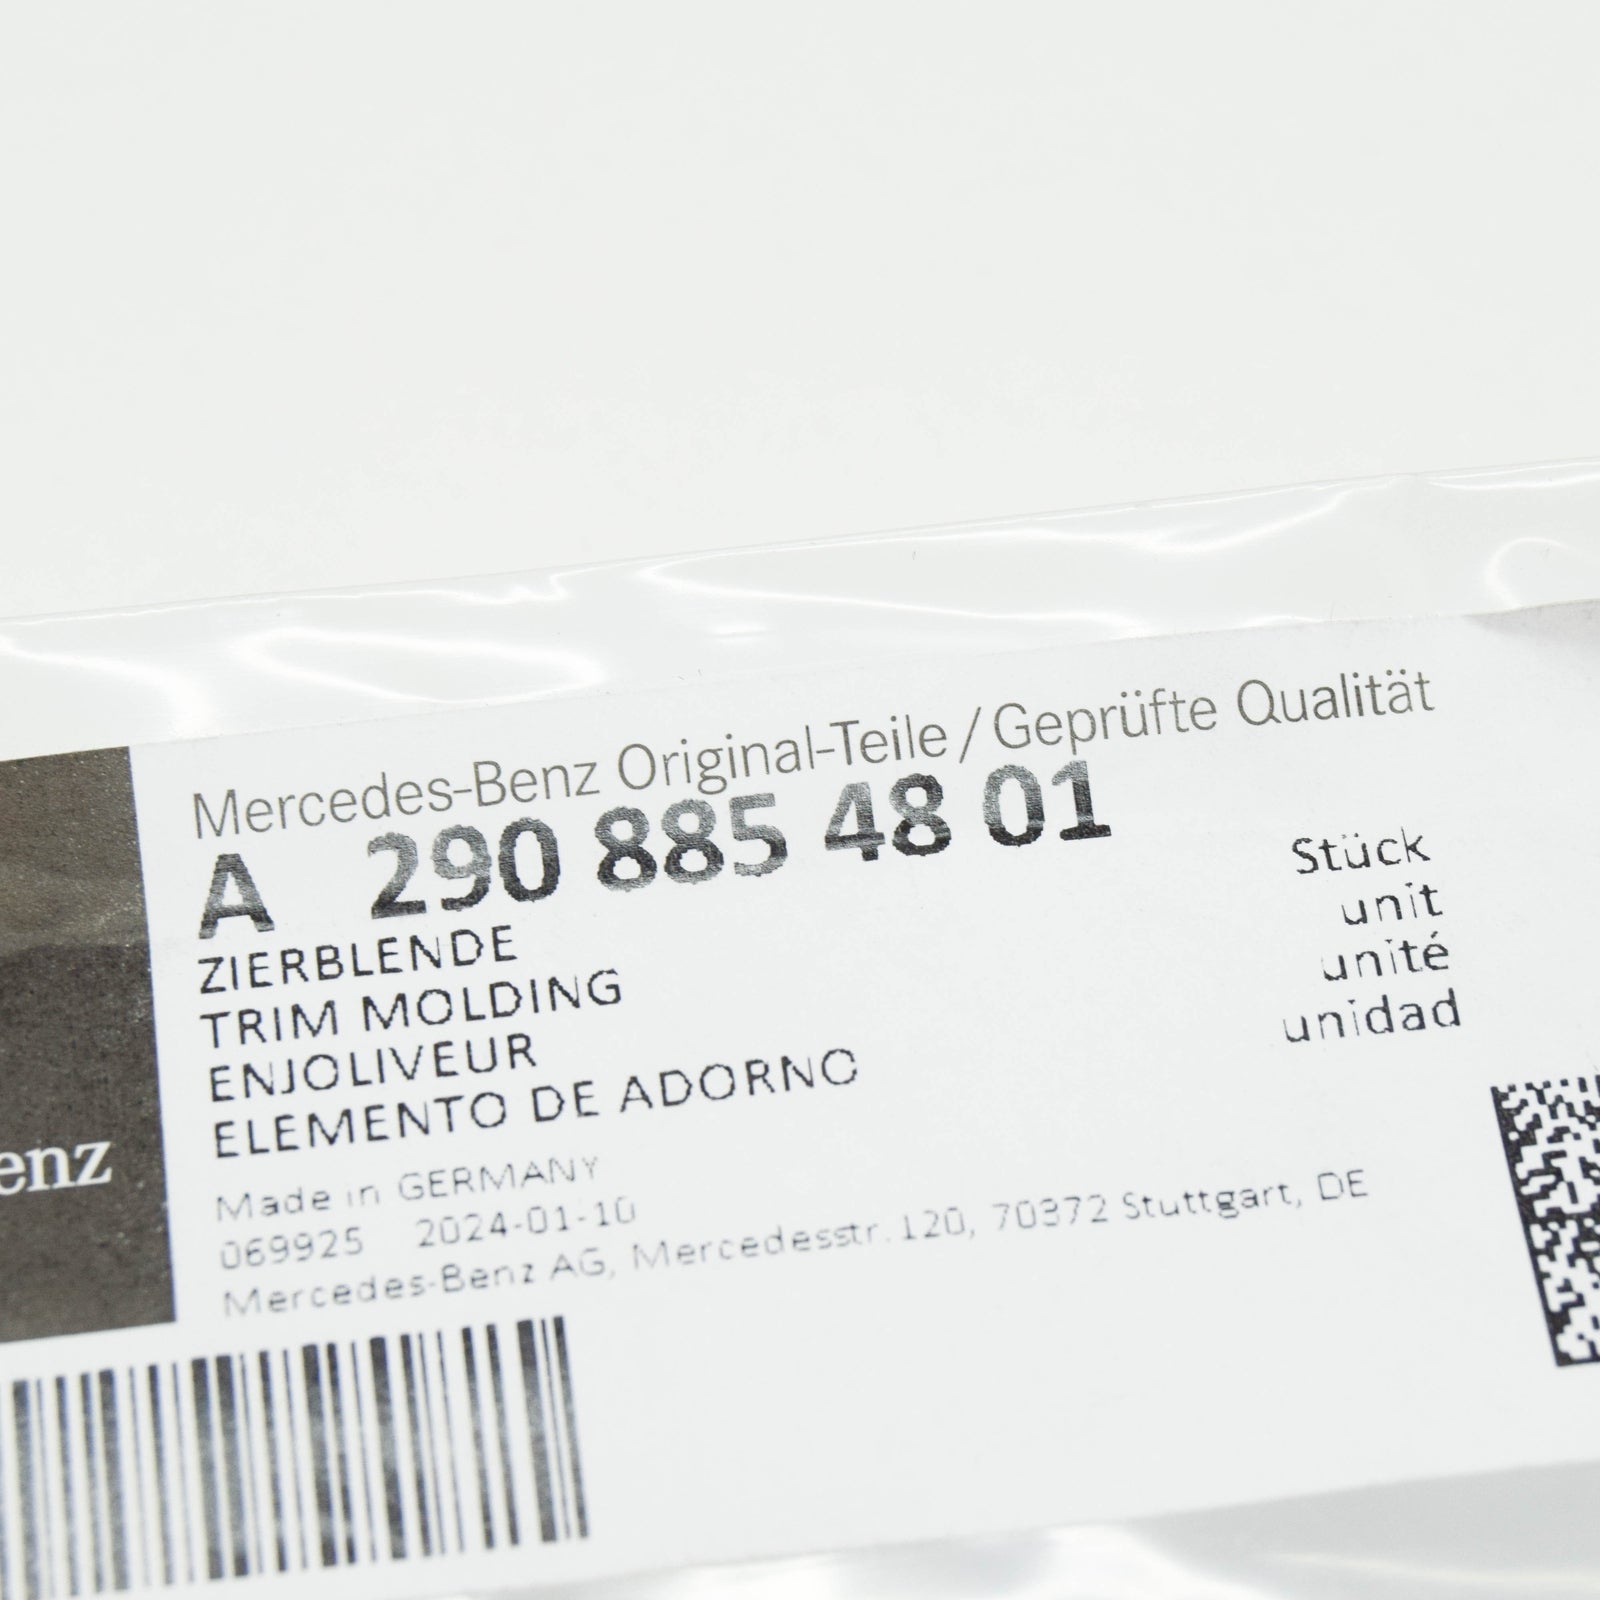 Mercedes-Benz Original-Teile / Geprüfte Qualität
A 290 885 48 01
Stück
unit
unité
unidad
ZIERBLENDE
TRIM MOLDING
ENJOLIVEUR
ELEMENTO DE ADORNO
enz
Made in GERMANY
069925 2024-01-10
Mercedes-Benz AG, Mercedesstr. 120, 70372 Stuttgart, DE